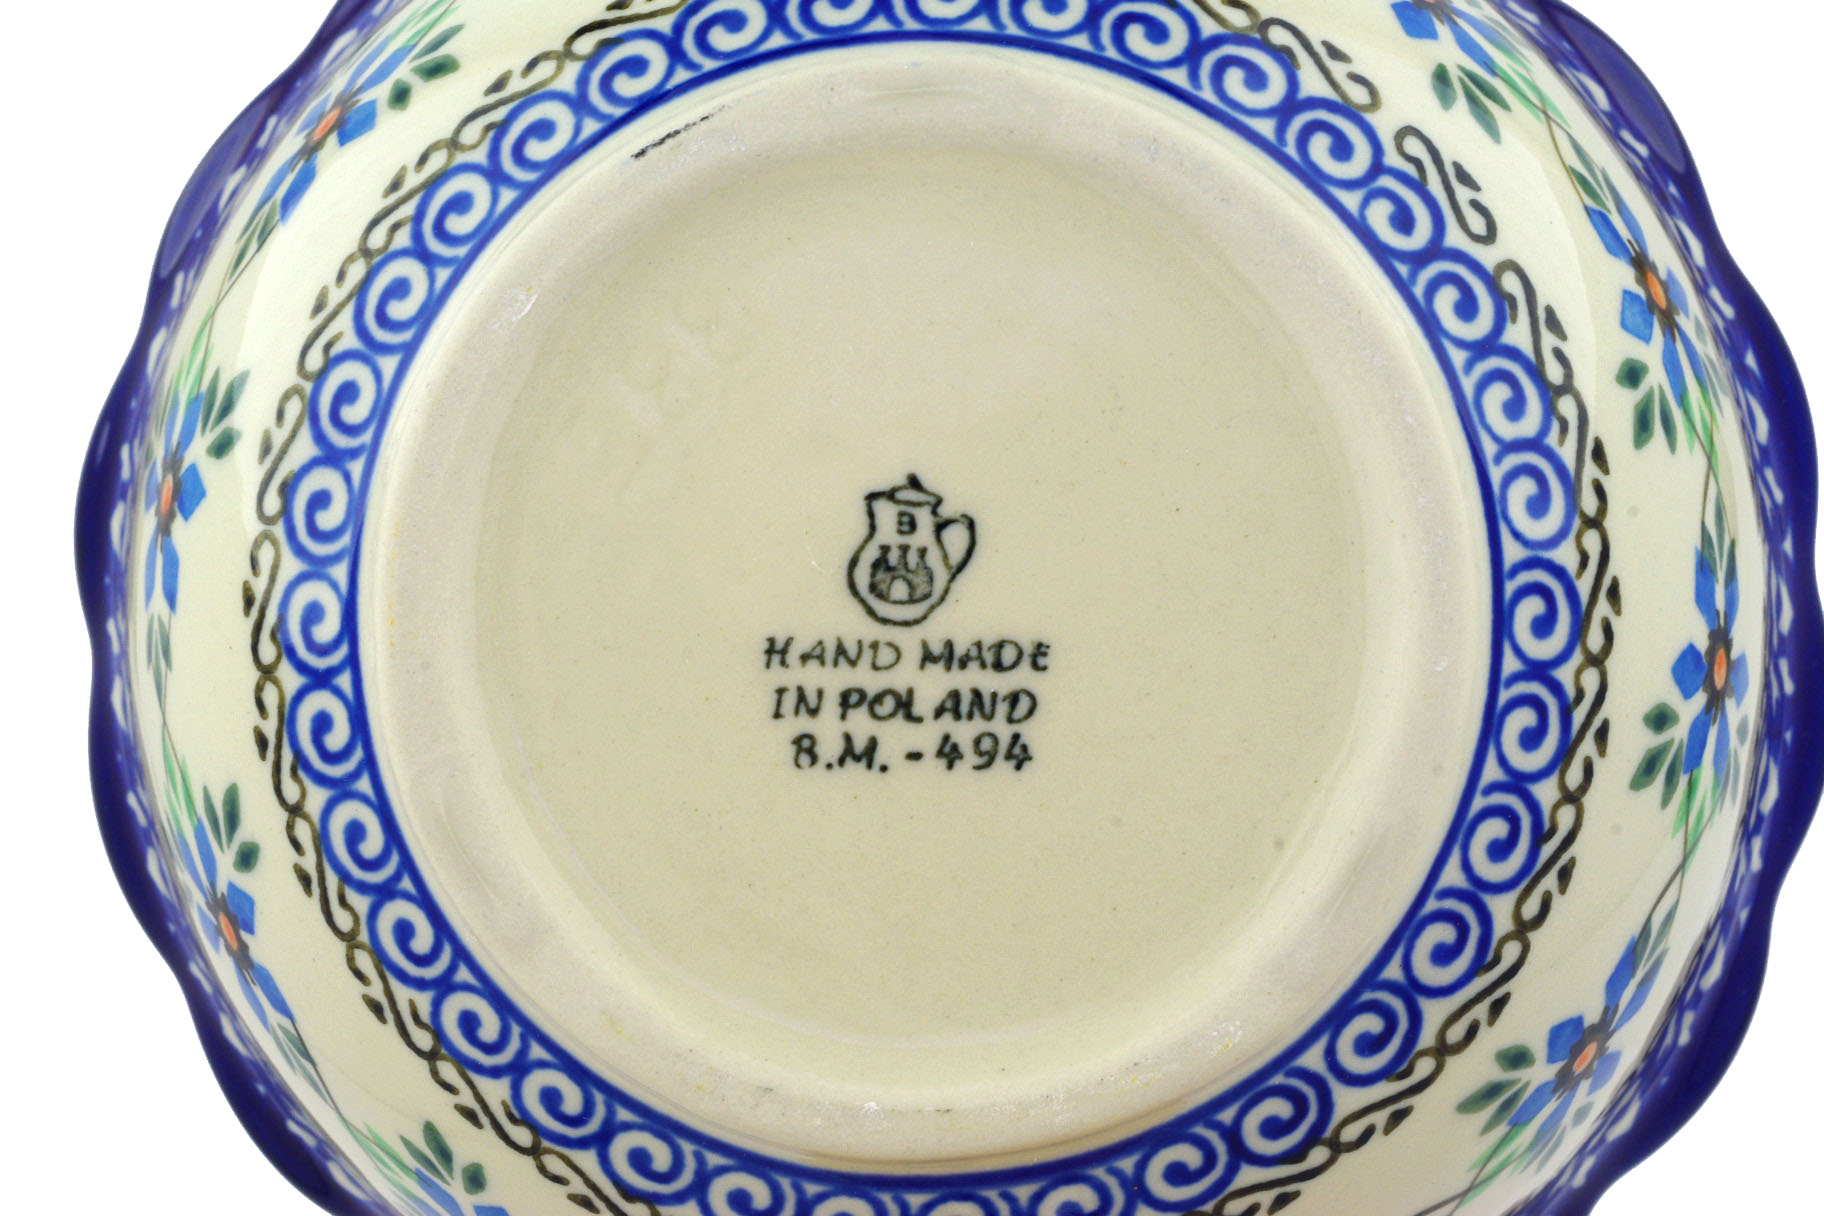 B
HAND MADE
IN POLAND
B.M. - 494